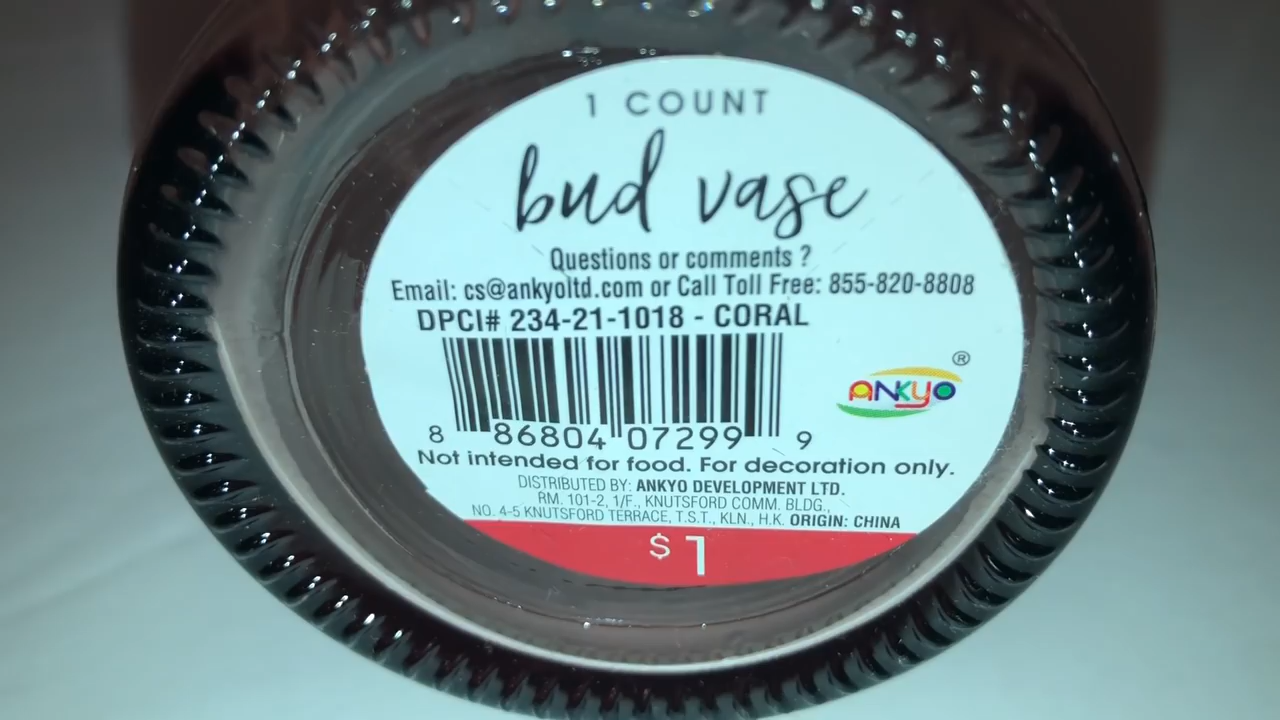 1 COUNT
bud vase
Questions or comments ?
Email: cs@ankyoltd.com or Call Toll Free: 855-820-8808
DPCI# 234-21-1018 - CORAL
®
ANKYO
8 86804 07299 9
Not intended for food. For decoration only.
DISTRIBUTED BY: ANKYO DEVELOPMENT LTD.
RM. 101-2, 1/F., KNUTSFORD COMM. BLDG.,
NO. 4-5 KNUTSFORD TERRACE, T.S.T., KLN., H.K. ORIGIN: CHINA
$1